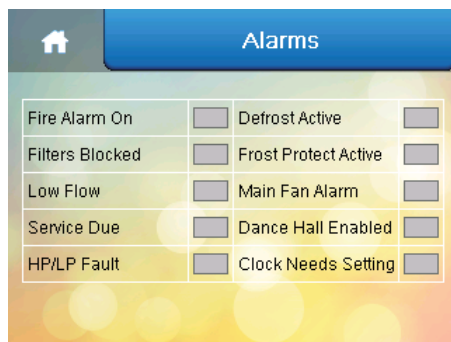 Alarms
Fire Alarm On Defrost Active
Filters Blocked Frost Protect Active
Low Flow Main Fan Alarm
Service Due Dance Hall Enabled
HP/LP Fault Clock Needs Setting